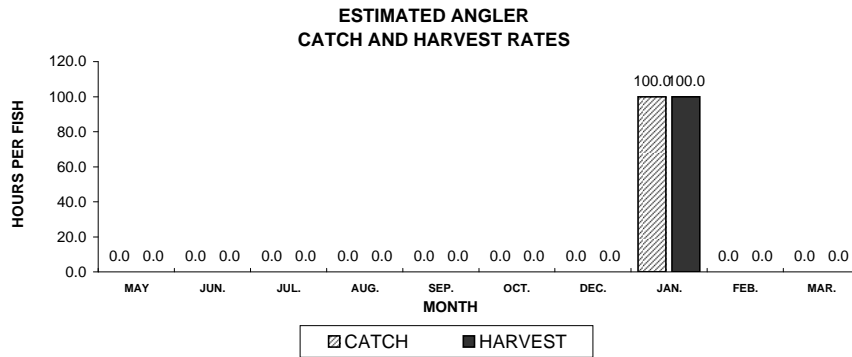 ESTIMATED ANGLER
CATCH AND HARVEST RATES
HOURS PER FISH
120.0
100.0
80.0
60.0
40.0
20.0
0.0
0.0 0.0 0.0 0.0 0.0 0.0 0.0 0.0 0.0 0.0 0.0 0.0 0.0 0.0 100.0 100.0 0.0 0.0 0.0 0.0
MAY JUN. JUL. AUG. SEP. OCT. DEC. JAN. FEB. MAR.
MONTH
CATCH HARVEST